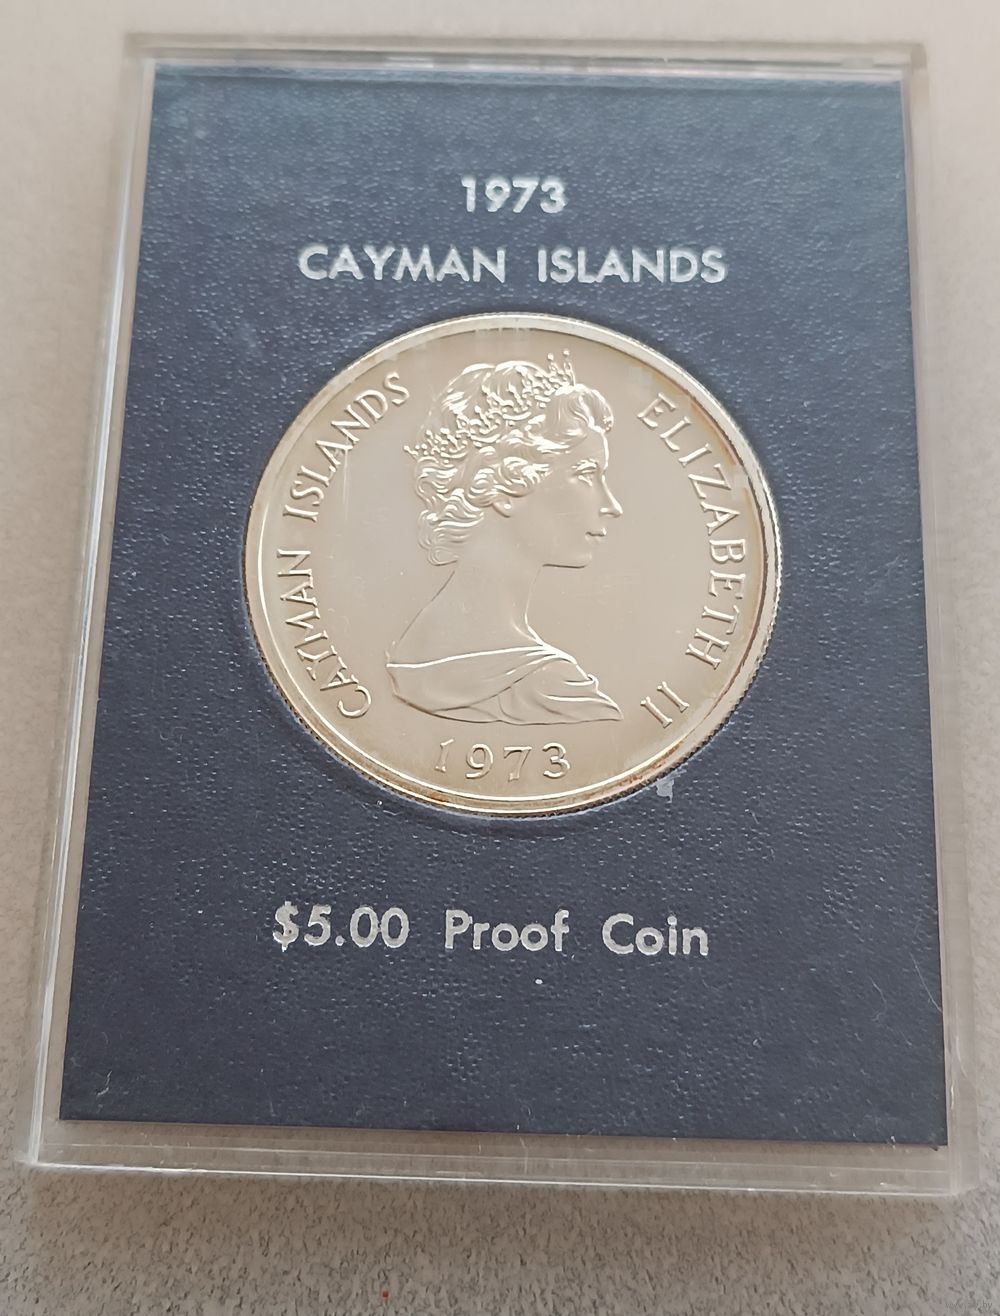 1973
CAYMAN ISLANDS
CAYMAN ISLANDS
ELIZABETH II
1973
$5.00 Proof Coin